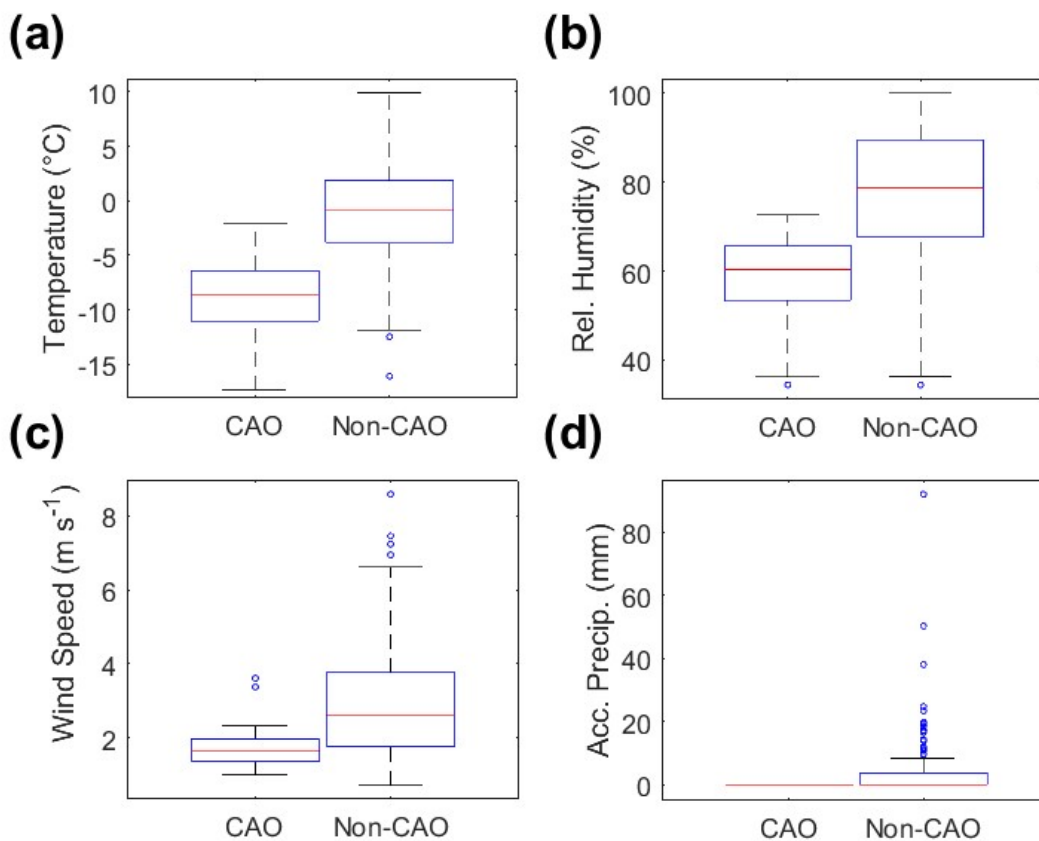 (a)
Temperature (°C)
10
5
0
-5
-10
-15
CAO Non-CAO
(b)
Rel. Humidity (%)
100
80
60
40
CAO Non-CAO
(c)
Wind Speed (m s-1)
8
6
4
2
CAO Non-CAO
(d)
Acc. Precip. (mm)
80
60
40
20
0
CAO Non-CAO